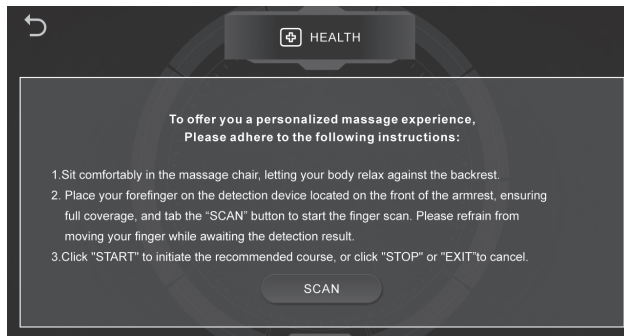 HEALTH
To offer you a personalized massage experience,
Please adhere to the following instructions:
1.Sit comfortably in the massage chair, letting your body relax against the backrest.
2. Place your forefinger on the detection device located on the front of the armrest, ensuring
full coverage, and tab the “SCAN” button to start the finger scan. Please refrain from
moving your finger while awaiting the detection result.
3.Click "START" to initiate the recommended course, or click "STOP" or "EXIT"to cancel.
SCAN